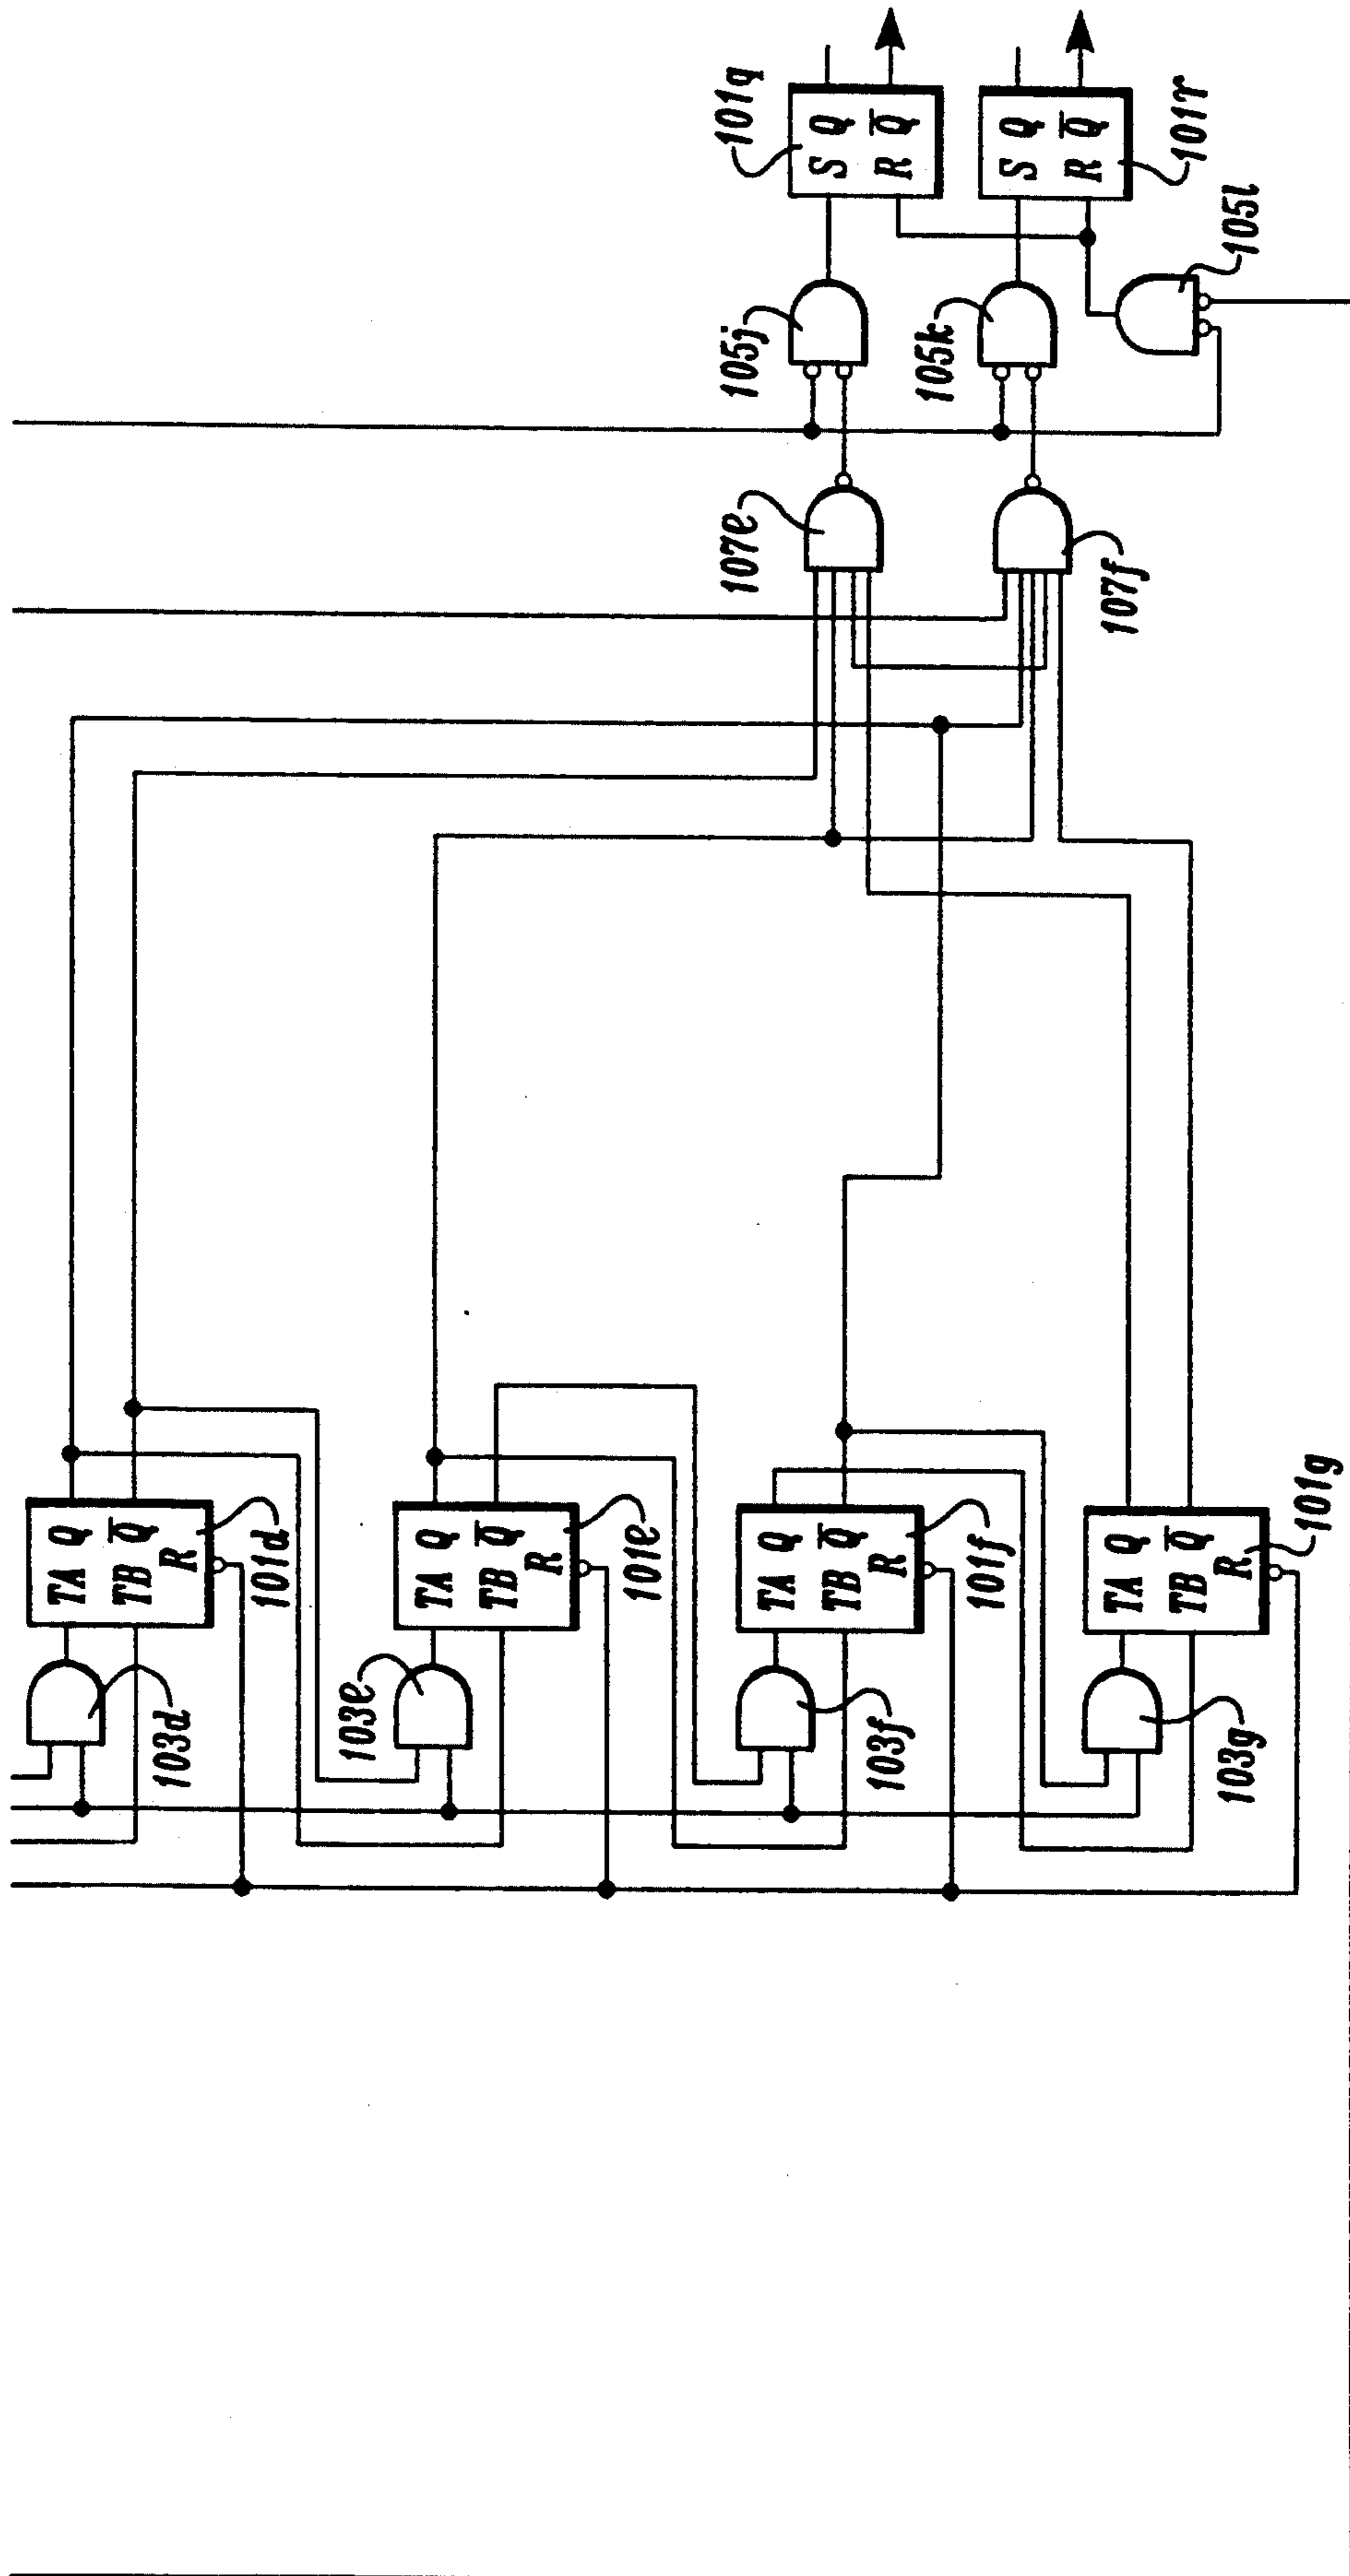 103d
TA Q
TB Q̅
R
101d
103e
TA Q
TB Q̅
R
101e
103f
TA Q
TB Q̅
R
101f
103g
TA Q
TB Q̅
R
101g
107e
107f
105j
105k
105l
101q
S Q
R Q̅
S Q
R Q̅
101r